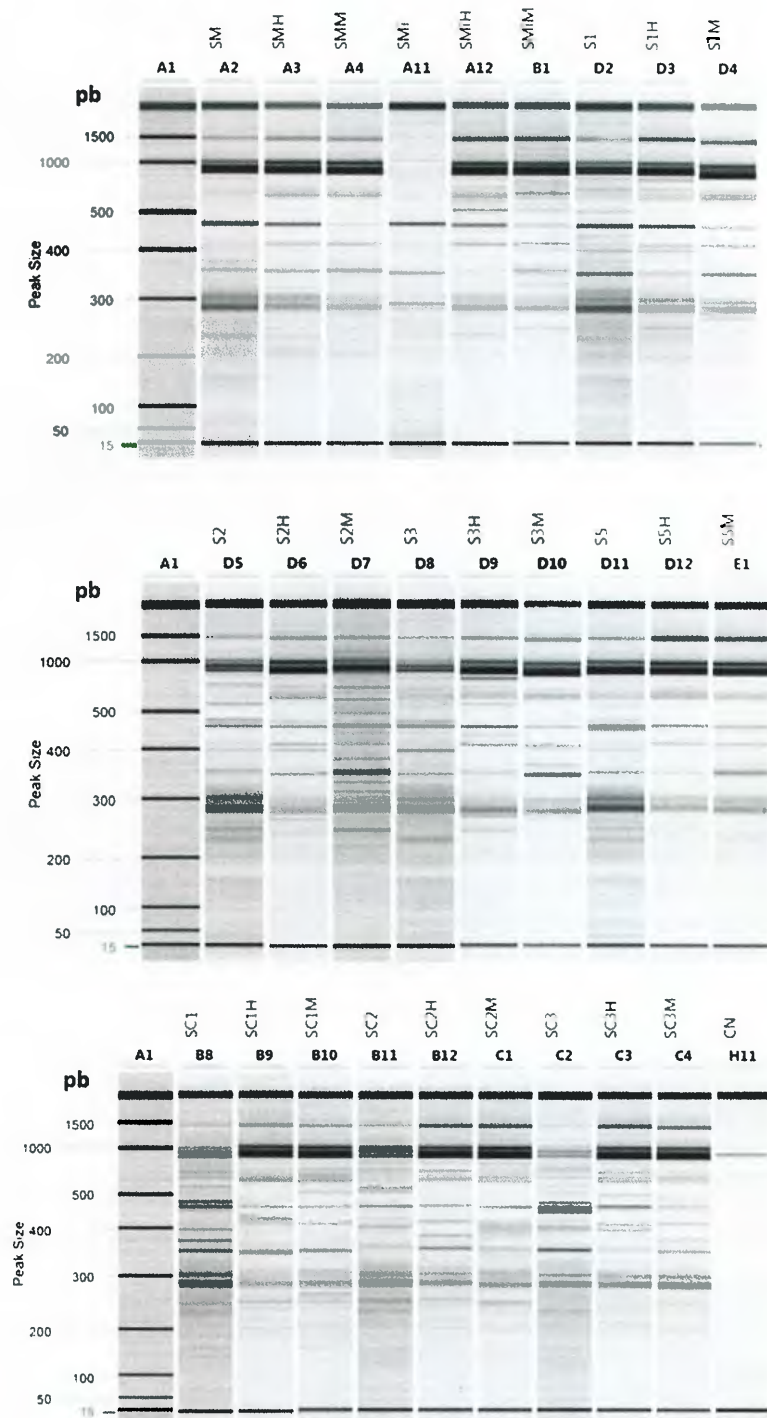 SM SMH SMM SMi SMiH SMiM S1 S1H S1M
A1 A2 A3 A4 A11 A12 B1 D2 D3 D4
pb
1500
1000
500
400
300
200
100
50
15
Peak Size
S2 S2H S2M S3 S3H S3M S5 S5H S5M
A1 D5 D6 D7 D8 D9 D10 D11 D12 E1
pb
1500
1000
500
400
300
200
100
50
15
Peak Size
SC1 SC1H SC1M SC2 SC2H SC2M SC3 SC3H SC3M CN
A1 B8 B9 B10 B11 B12 C1 C2 C3 C4 H11
pb
1500
1000
500
400
300
200
100
50
15
Peak Size